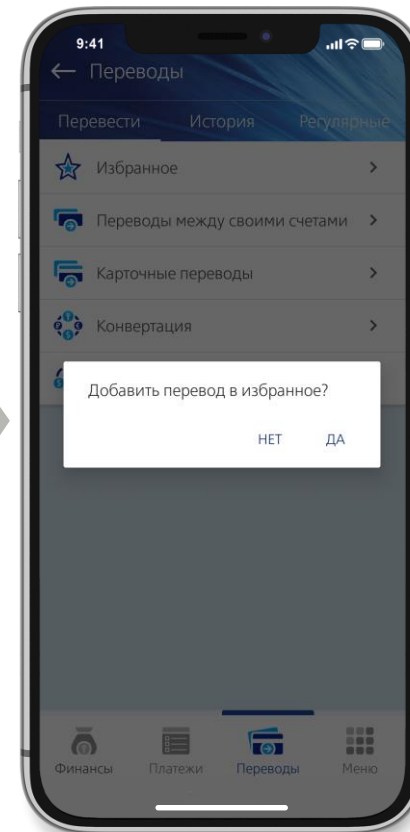 9:41
Переводы
Перевести История Регулярные
Избранное
Переводы между своими счетами
Карточные переводы
Конвертация
Добавить перевод в избранное?
НЕТ ДА
Финансы Платежи Переводы Меню